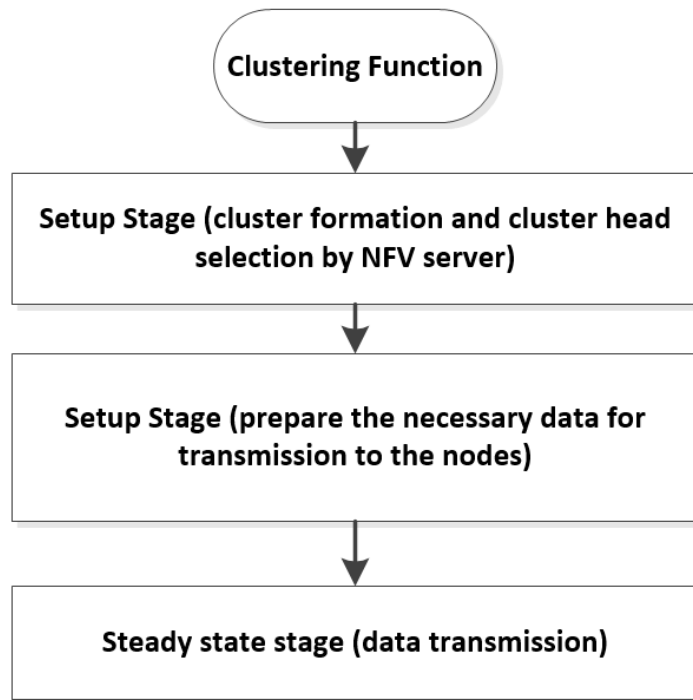 Clustering Function
Setup Stage (cluster formation and cluster head
selection by NFV server)
Setup Stage (prepare the necessary data for
transmission to the nodes)
Steady state stage (data transmission)